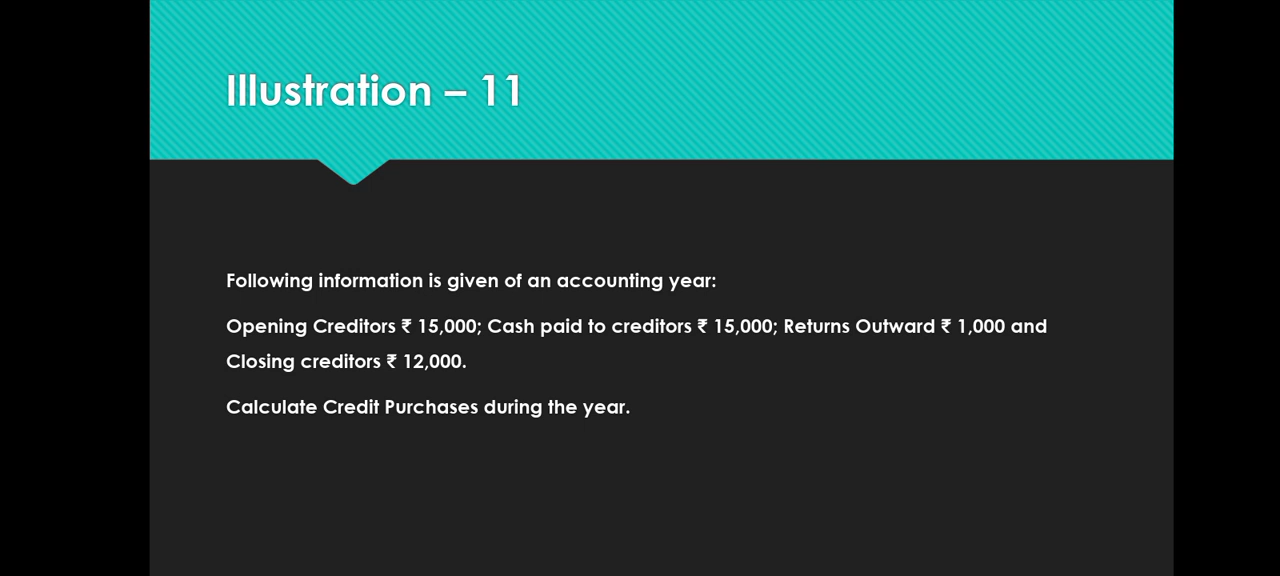 Illustration – 11
Following information is given of an accounting year:
Opening Creditors ₹ 15,000; Cash paid to creditors ₹ 15,000; Returns Outward ₹ 1,000 and
Closing creditors ₹ 12,000.
Calculate Credit Purchases during the year.